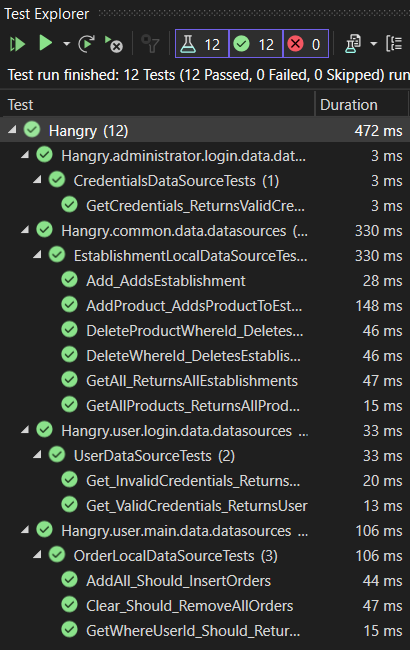 Test Explorer
12 12 0
Test run finished: 12 Tests (12 Passed, 0 Failed, 0 Skipped) run
Test Duration
Hangry (12) 472 ms
Hangry.administrator.login.data.dat... 3 ms
CredentialsDataSourceTests (1) 3 ms
GetCredentials_ReturnsValidCre... 3 ms
Hangry.common.data.datasources (... 330 ms
EstablishmentLocalDataSourceTes... 330 ms
Add_AddsEstablishment 28 ms
AddProduct_AddsProductToEst... 148 ms
DeleteProductWhereId_Deletes... 46 ms
DeleteWhereId_DeletesEstablis... 46 ms
GetAll_ReturnsAllEstablishments 47 ms
GetAllProducts_ReturnsAllProd... 15 ms
Hangry.user.login.data.datasources ... 33 ms
UserDataSourceTests (2) 33 ms
Get_InvalidCredentials_Returns... 20 ms
Get_ValidCredentials_ReturnsUser 13 ms
Hangry.user.main.data.datasources ... 106 ms
OrderLocalDataSourceTests (3) 106 ms
AddAll_Should_InsertOrders 44 ms
Clear_Should_RemoveAllOrders 47 ms
GetWhereUserId_Should_Retur... 15 ms